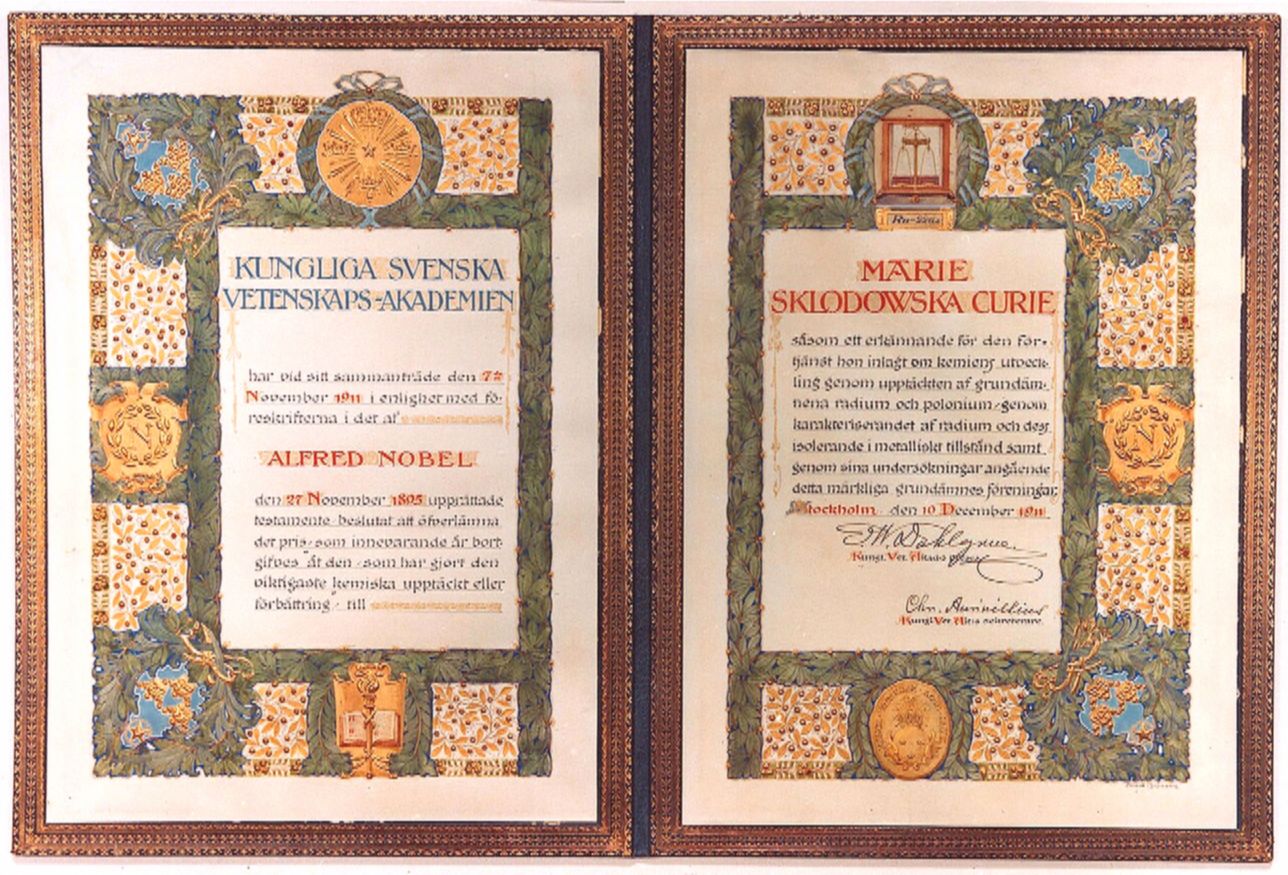 KUNGLIGA SVENSKA
VETENSKAPS-AKADEMIEN
har vid sitt sammanträde den 7de
November 1911 i enlighet med fö-
reskrifterna i det af
ALFRED NOBEL
den 27 November 1895 upprättade
testamente beslutat att öfverlämna
det pris som innevarande år bort-
gifves åt den som har gjort den
viktigaste kemiska upptäckt eller
förbättring till
N
MARIE
SKLODOWSKA CURIE
såsom ett erkännande för den för-
tjänst hon inlagt om kemiens utveck-
ling genom upptäckten af grundäm-
nena radium och polonium genom
karakteriserandet af radium och dess
isolerande i metalliskt tillstånd samt
genom sina undersökningar angående
detta märkliga grundämnes föreningar.
Stockholm den 10 December 1911
Kungl. Vet. Akads
Chr. Aurivillius
Kungl. Vet. Akds sekreterare.
N